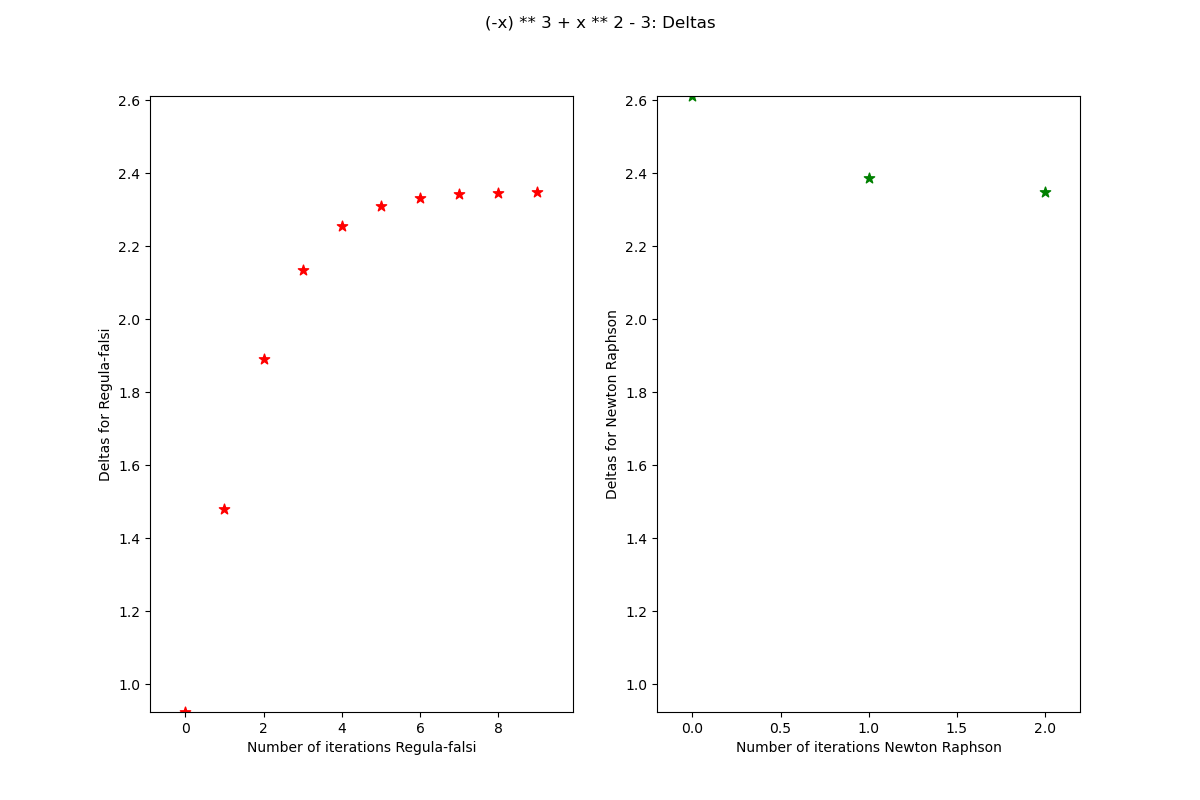 (-x) ** 3 + x ** 2 - 3: Deltas
2.6
2.4
2.2
2.0
1.8
1.6
1.4
1.2
1.0
Deltas for Regula-falsi
0 2 4 6 8
Number of iterations Regula-falsi
2.6
2.4
2.2
2.0
1.8
1.6
1.4
1.2
1.0
Deltas for Newton Raphson
0.0 0.5 1.0 1.5 2.0
Number of iterations Newton Raphson